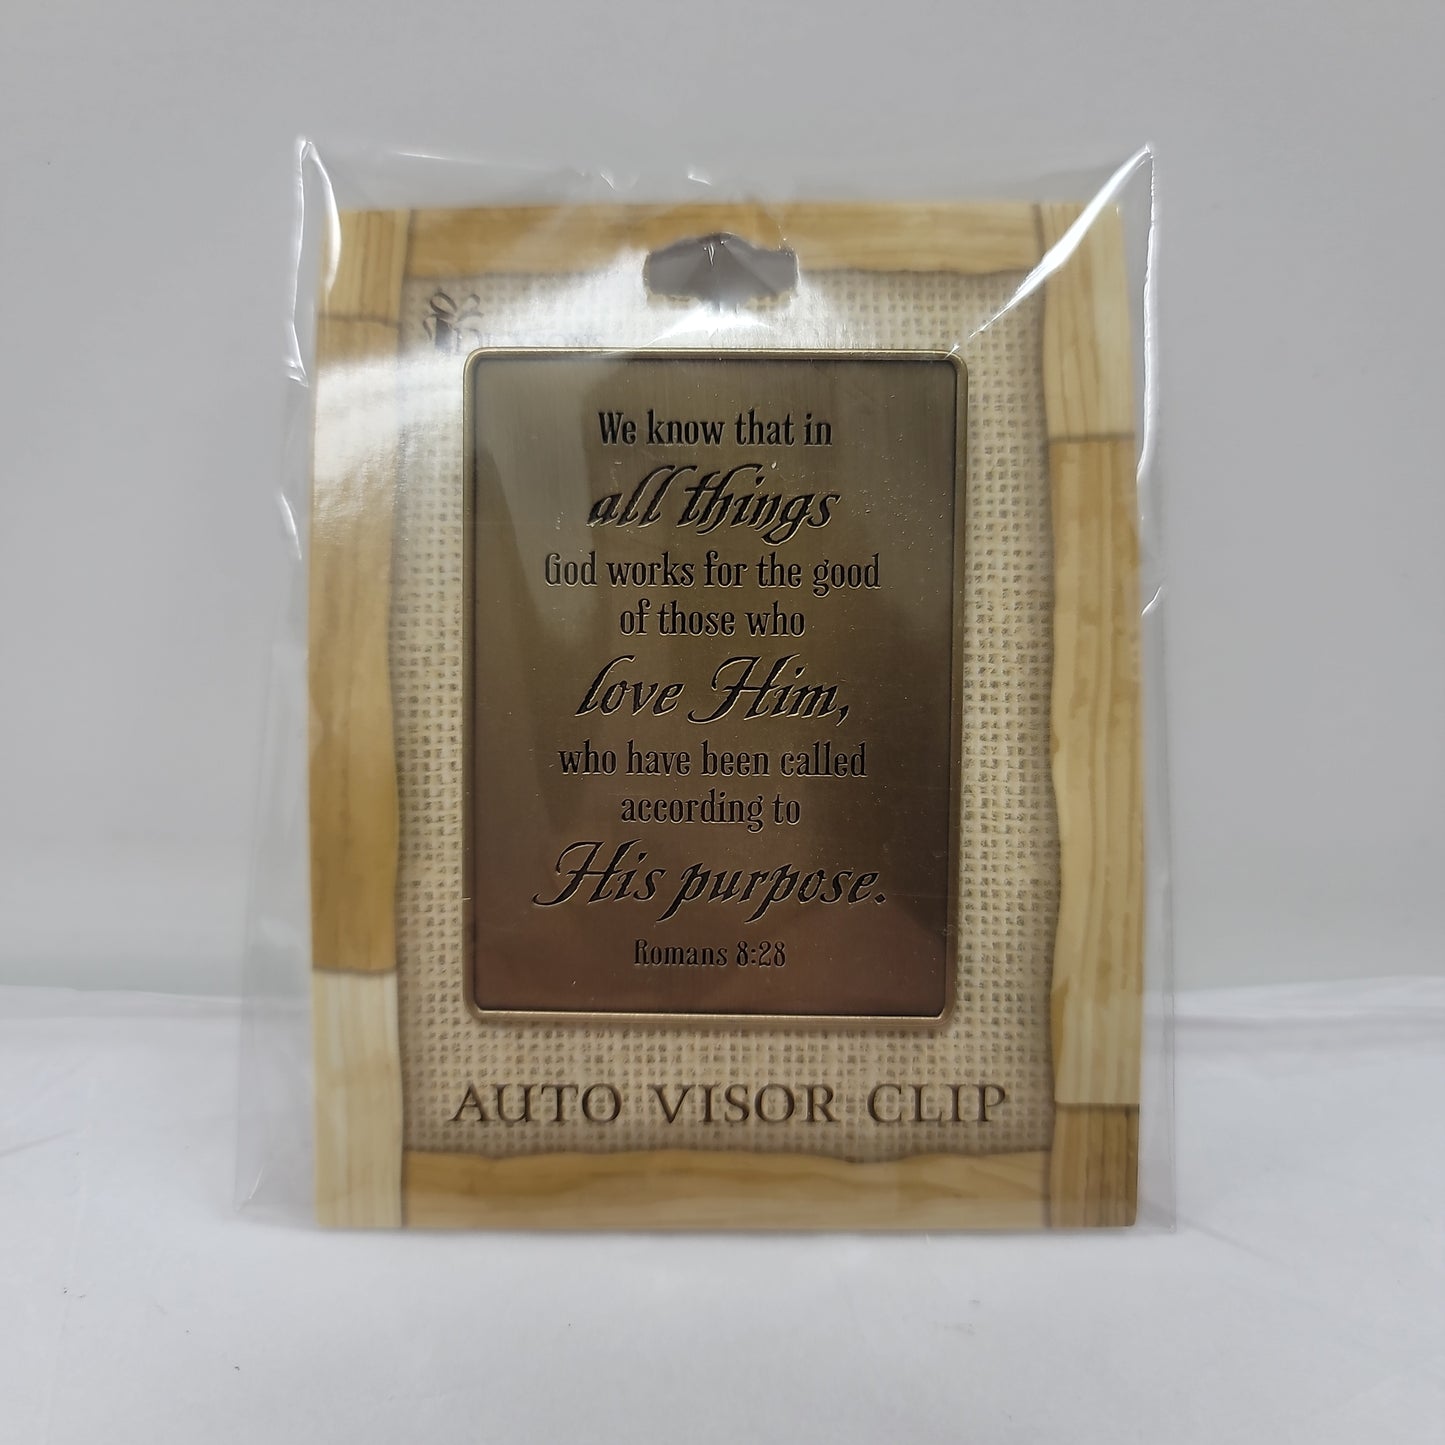 We know that in
all things
God works for the good
of those who
love Him,
who have been called
according to
His purpose.
Romans 8:28
AUTO VISOR CLIP